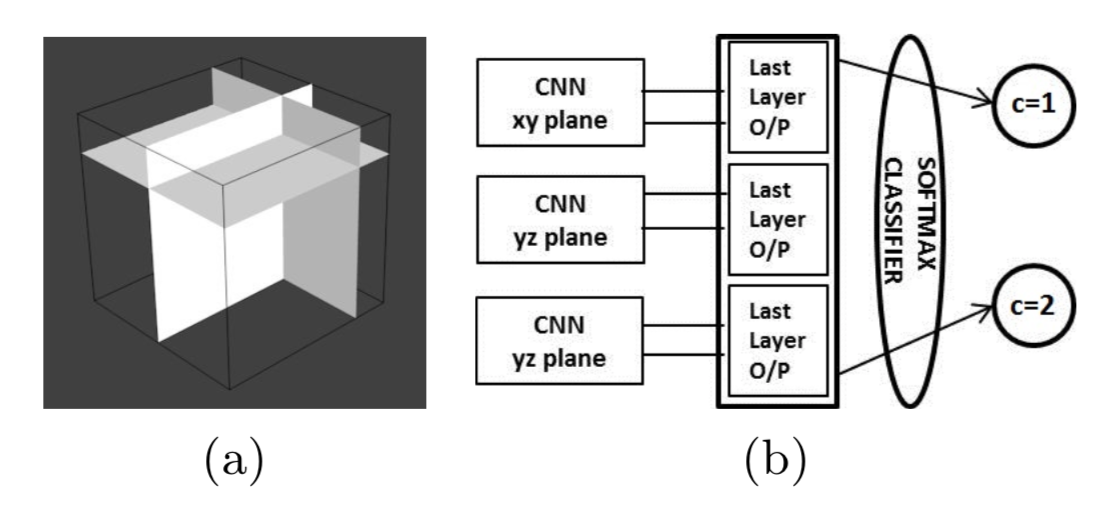 CNN
xy plane
Last
Layer
O/P
CNN
yz plane
Last
Layer
O/P
CNN
yz plane
Last
Layer
O/P
SOFTMAX
CLASSIFIER
c=1
c=2
(a)
(b)